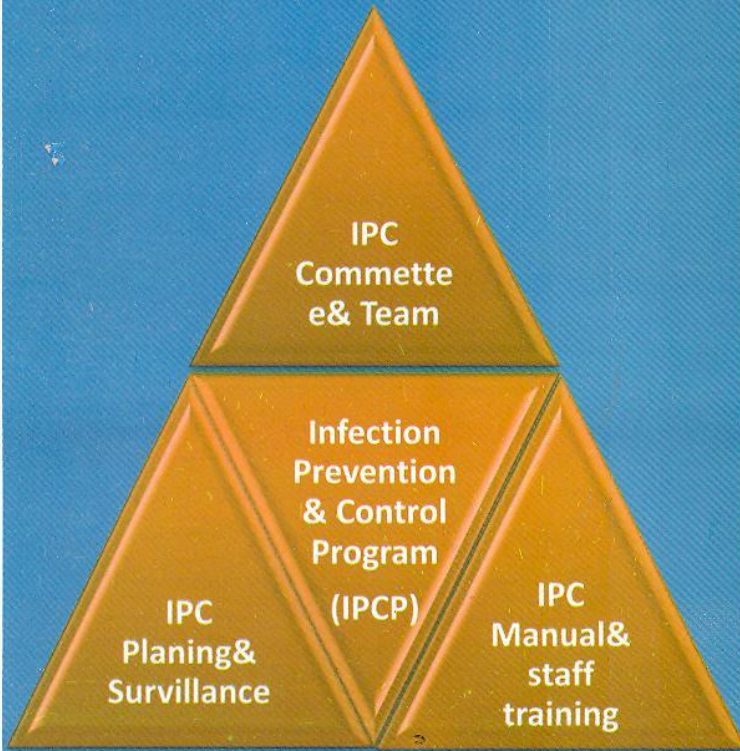 IPC
Commette
e& Team
Infection
Prevention
& Control
Program
(IPCP)
IPC
Planing&
Survillance
IPC
Manual&
staff
training